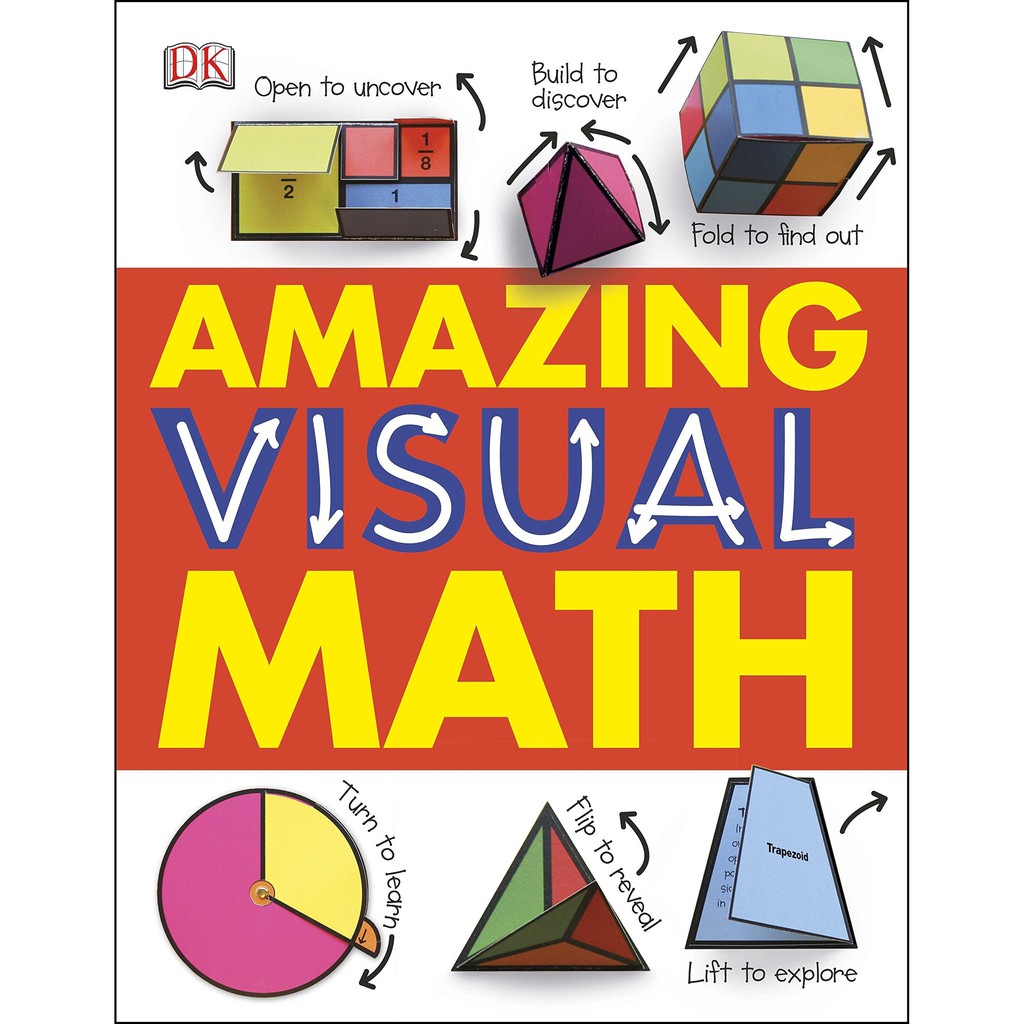 DK
Open to uncover
Build to
discover
1
8
2
1
Fold to find out
AMAZING
VISUAL
MATH
Turn to learn
Flip to reveal
Trapezoid
Lift to explore